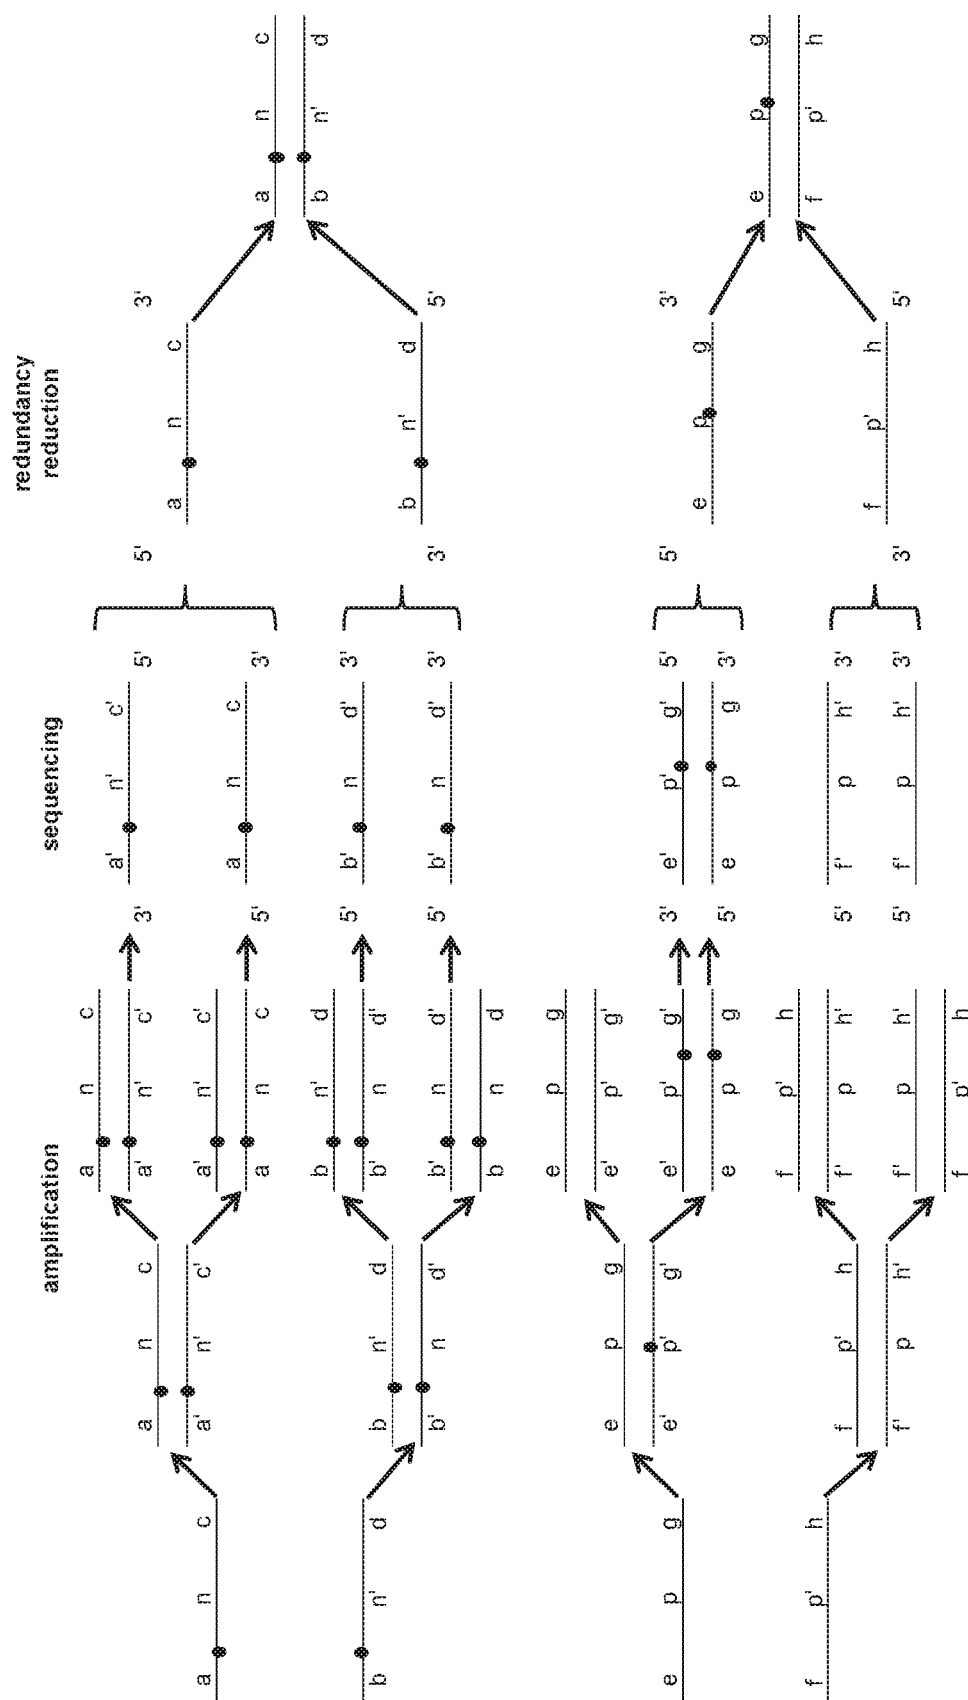 amplification
sequencing
redundancy
reduction
a n c
b n' d
e p g
f p' h
a n c
a' n' c'
b n' d
b' n d'
e p g
e' p' g'
f p' h
f' p h'
a n c
a' n' c'
a' n' c'
a n c
b n' d
b' n d'
b' n d'
b n d
e p g
e' p' g'
e' p' g'
e p g
f p' h
f' p h'
f' p h'
f p' h
a' n' c'
3' 5'
a n c
5' 3'
b' n d'
5' 3'
b' n d'
5' 3'
e' p' g'
3' 5'
e p g
5' 3'
f' p h'
5' 3'
f' p h'
5' 3'
5' 3'
a n c
b n' d
3' 5'
5' 3'
e p g
f p' h
3' 5'
a n c
b n' d
e p g
f p' h